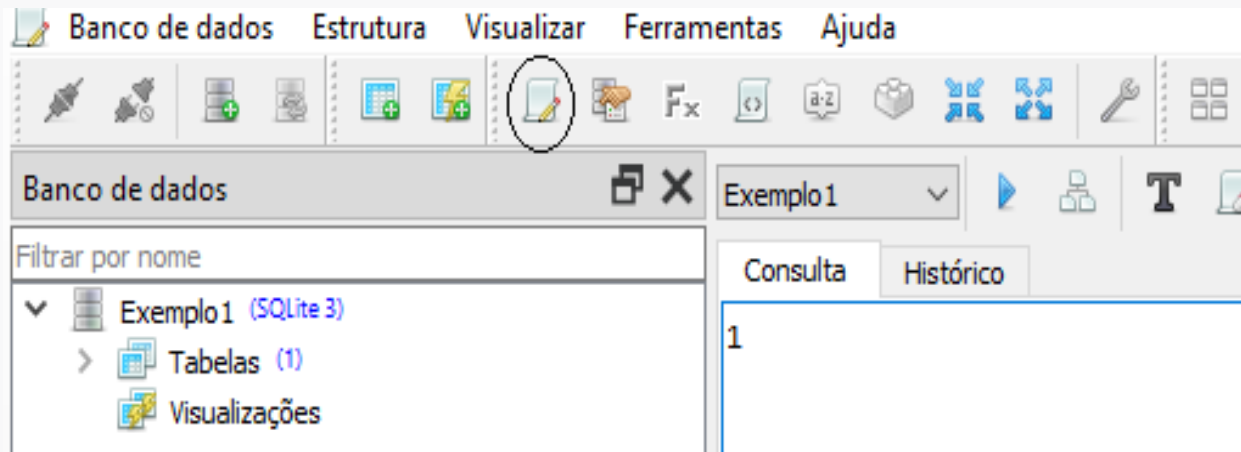 Banco de dados Estrutura Visualizar Ferramentas Ajuda
Fx a·z
Banco de dados
Exemplo1 T
Filtrar por nome
Consulta Histórico
Exemplo1 (SQLite 3)
1
Tabelas (1)
Visualizações